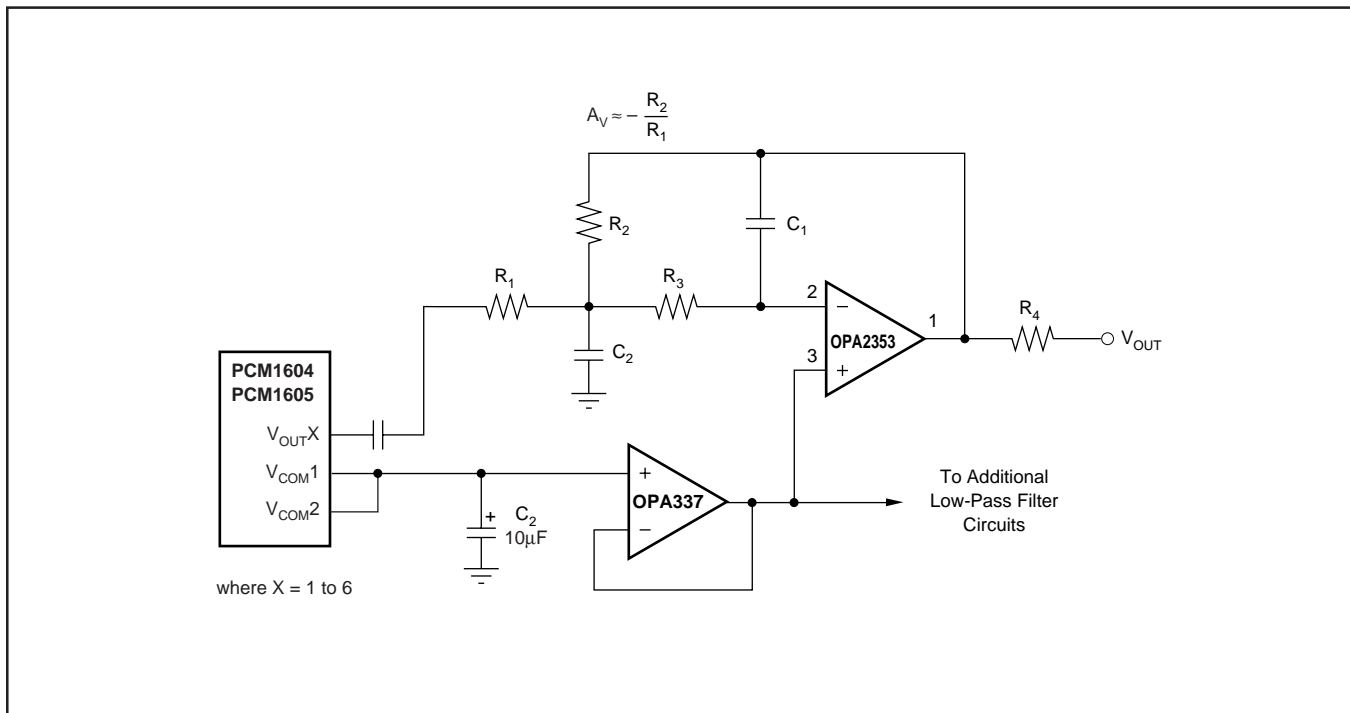 A_V ≈ − R_2
R_1
R_2
C_1
R_1
R_3
2
−
1
R_4
OPA2353
V_OUT
3
+
C_2
PCM1604
PCM1605
V_OUTX
V_COM1
+
To Additional
OPA337
Low-Pass Filter
V_COM2
+
C_2
−
Circuits
10µF
where X = 1 to 6